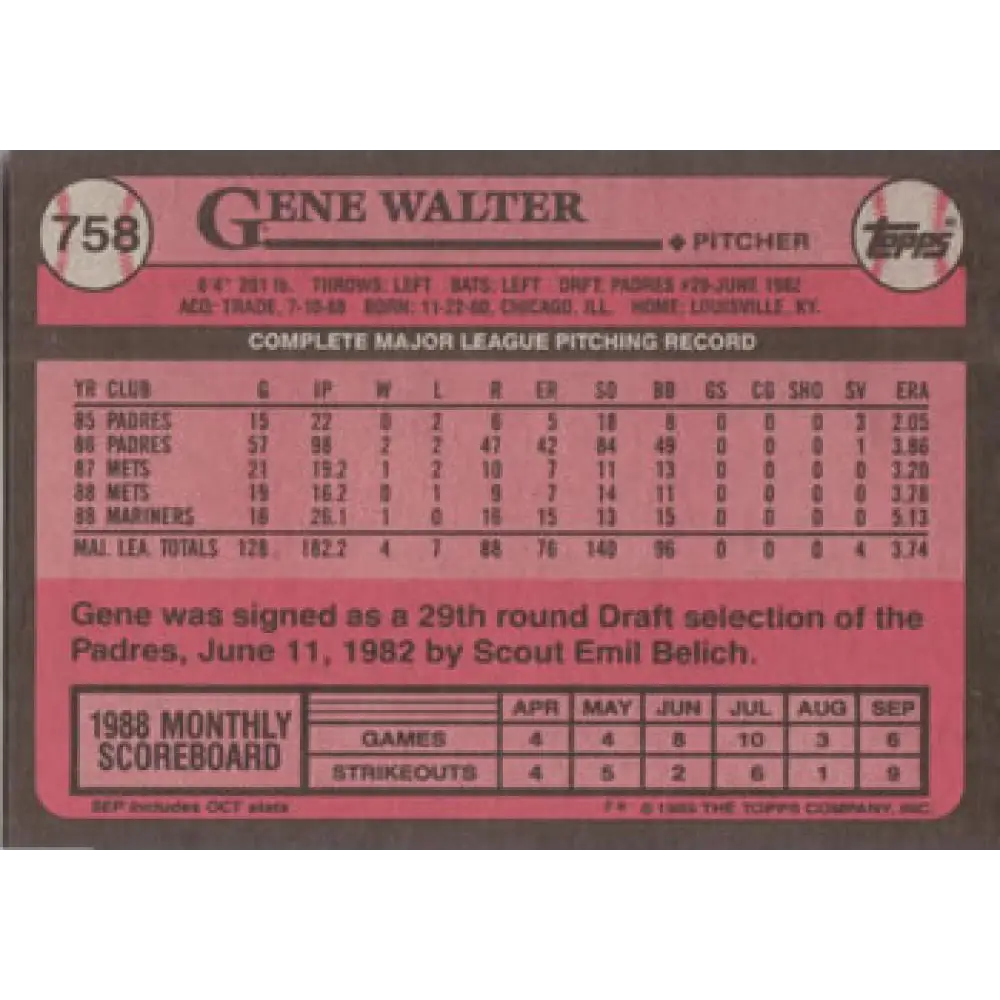 758
GENE WALTER
PITCHER
Topps
6'4" 201 lb. THROWS: LEFT BATS: LEFT DRFT: PADRES #29-JUNE 1982
ACQ-TRADE, 7-10-88 BORN: 11-22-60, CHICAGO, ILL. HOME: LOUISVILLE, KY.
COMPLETE MAJOR LEAGUE PITCHING RECORD
YR CLUB G IP W L R ER SO BB GS CG SHO SV ERA
85 PADRES 15 22 0 2 6 5 18 8 0 0 0 3 2.05
86 PADRES 57 98 2 2 47 42 84 49 0 0 0 1 3.86
87 METS 21 19.2 1 2 10 7 11 13 0 0 0 0 3.20
88 METS 19 16.2 0 1 9 7 14 11 0 0 0 0 3.78
88 MARINERS 16 26.1 1 0 16 15 13 15 0 0 0 0 5.13
MAJ. LEA. TOTALS 128 182.2 4 7 88 76 140 96 0 0 0 4 3.74
Gene was signed as a 29th round Draft selection of the
Padres, June 11, 1982 by Scout Emil Belich.
1988 MONTHLY SCOREBOARD
APR MAY JUN JUL AUG SEP
GAMES 4 4 8 10 3 6
STRIKEOUTS 4 5 2 6 1 9
SEP includes OCT stats
© 1989 THE TOPPS COMPANY, INC.